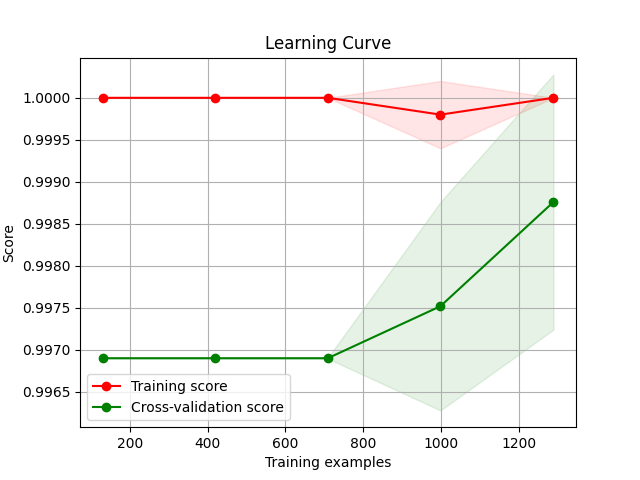 Learning Curve
1.0000
0.9995
0.9990
0.9985
0.9980
0.9975
0.9970
0.9965
Score
Training score
Cross-validation score
200 400 600 800 1000 1200
Training examples